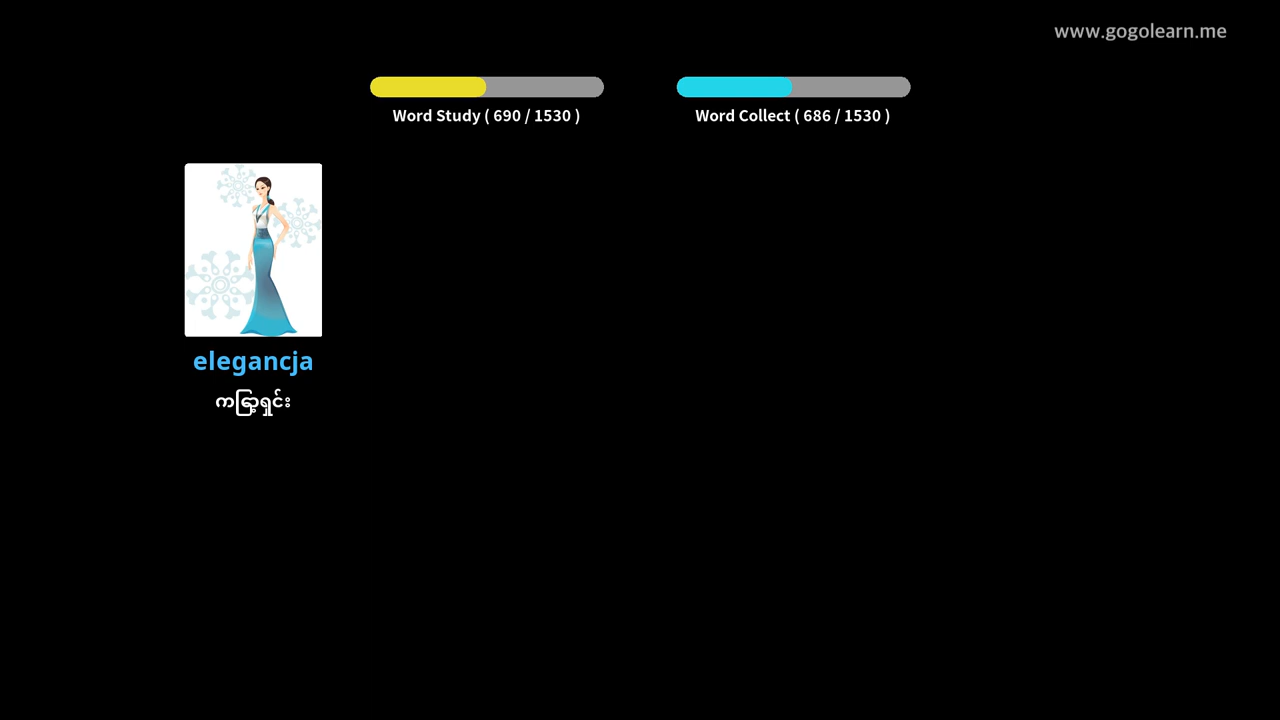 www.gogolearn.me
Word Study ( 690 / 1530 )
Word Collect ( 686 / 1530 )
elegancja
ကြော့ရှင်း